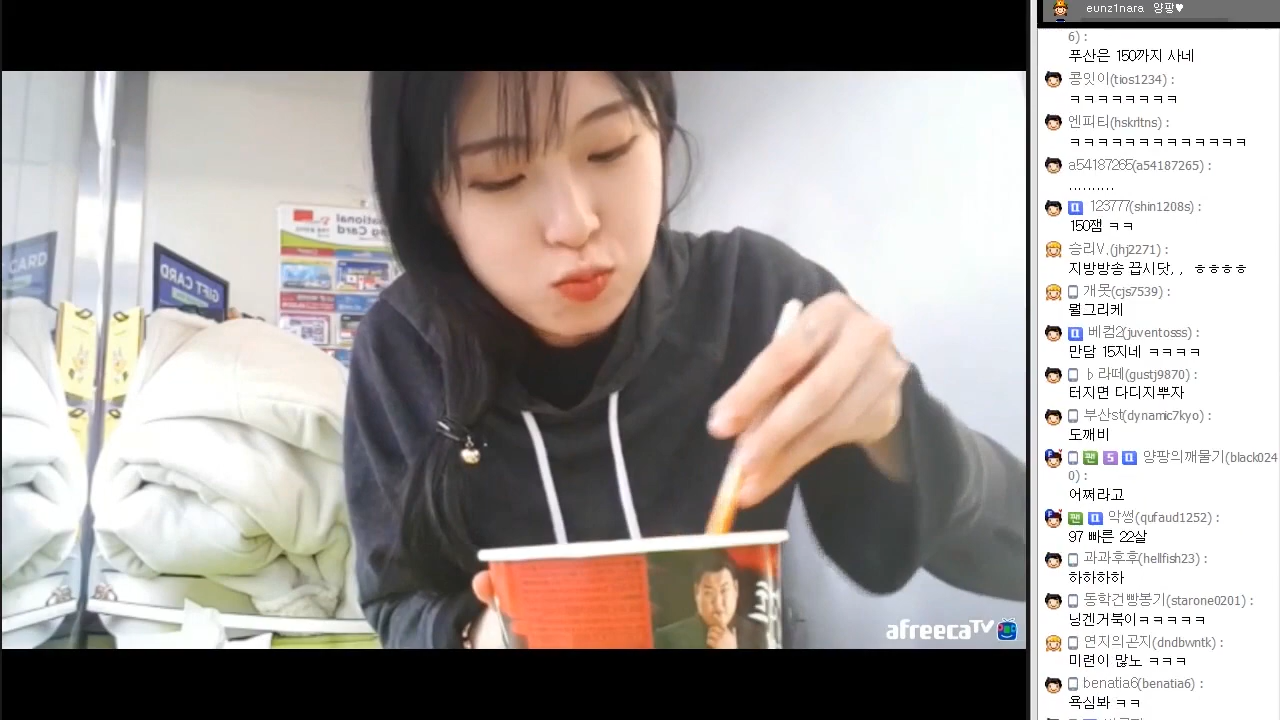 eunz1nara 양팡♥
6) :
푸산은 150까지 사네
콩잇이(tios1234) :
ㅋㅋㅋㅋㅋㅋㅋㅋ
엔피티(hskrltns) :
ㅋㅋㅋㅋㅋㅋㅋㅋㅋㅋㅋㅋㅋ
a54187265(a54187265) :
..........
123777(shin1208s) :
150잼 ㅋㅋ
승리V.(jhj2271) :
지방방송 끕시닷, , ㅎㅎㅎㅎ
개못(cjs7539) :
뭘그리케
베컴2(juventosss) :
만담 15지네 ㅋㅋㅋㅋ
ㅏ라떼(gustj9870) :
터지면 다디지뿌자
부산st(dynamic7kyo) :
도깨비
팬 S 양팡의깨물기(black024
0) :
어쩌라고
팬 악썽(qufaud1252) :
97 빠른 22살
과과후후(hellfish23) :
하하하하
동학건빵봉기(starone0201) :
닝겐거북이ㅋㅋㅋㅋㅋ
연지의곤지(dndbwntk) :
미련이 많노 ㅋㅋㅋ
benatia6(benatia6) :
욕심봐 ㅋㅋ
CARD
GIFT CARD
afreecaTV